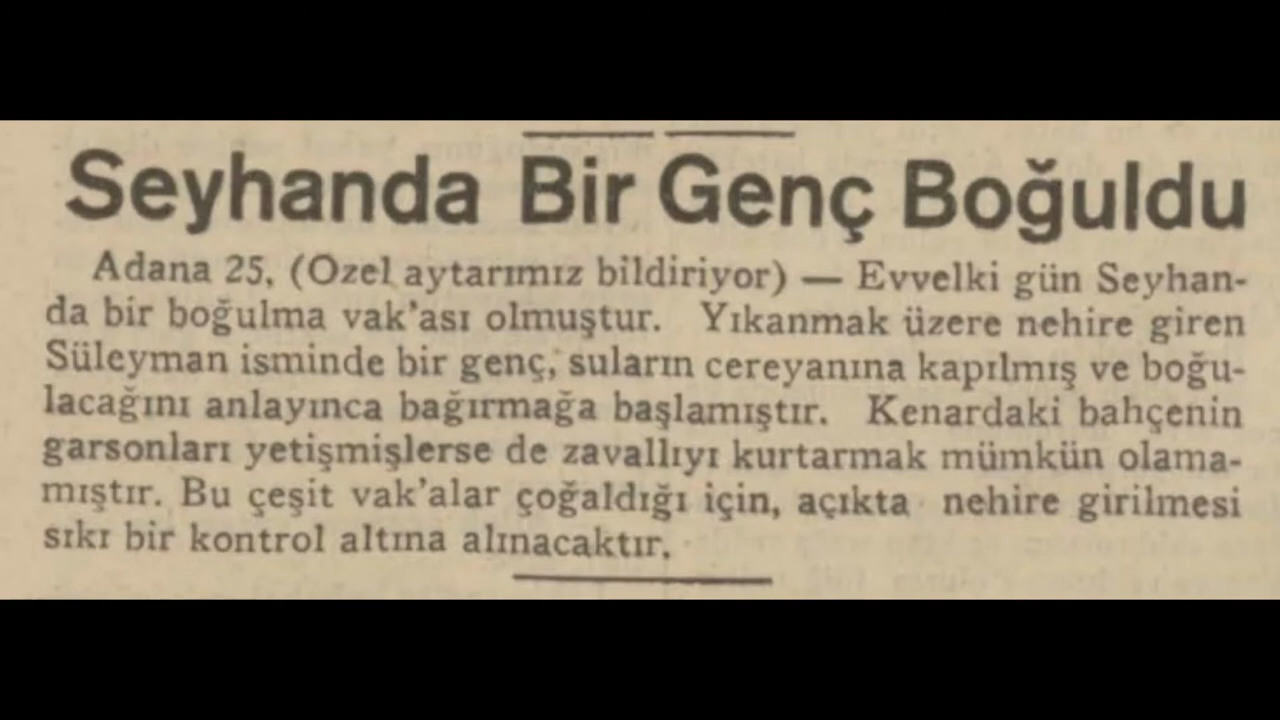 Seyhanda Bir Genç Boğuldu
Adana 25, (Ozel aytarımız bildiriyor) — Evvelki gün Seyhan-
da bir boğulma vak'ası olmuştur. Yıkanmak üzere nehire giren
Süleyman isminde bir genç, suların cereyanına kapılmış ve boğu-
lacağını anlayınca bağırmağa başlamıştır. Kenardaki bahçenin
garsonları yetişmişlerse de zavallıyı kurtarmak mümkün olama-
mıştır. Bu çeşit vak'alar çoğaldığı için, açıkta nehire girilmesi
sıkı bir kontrol altına alınacaktır.